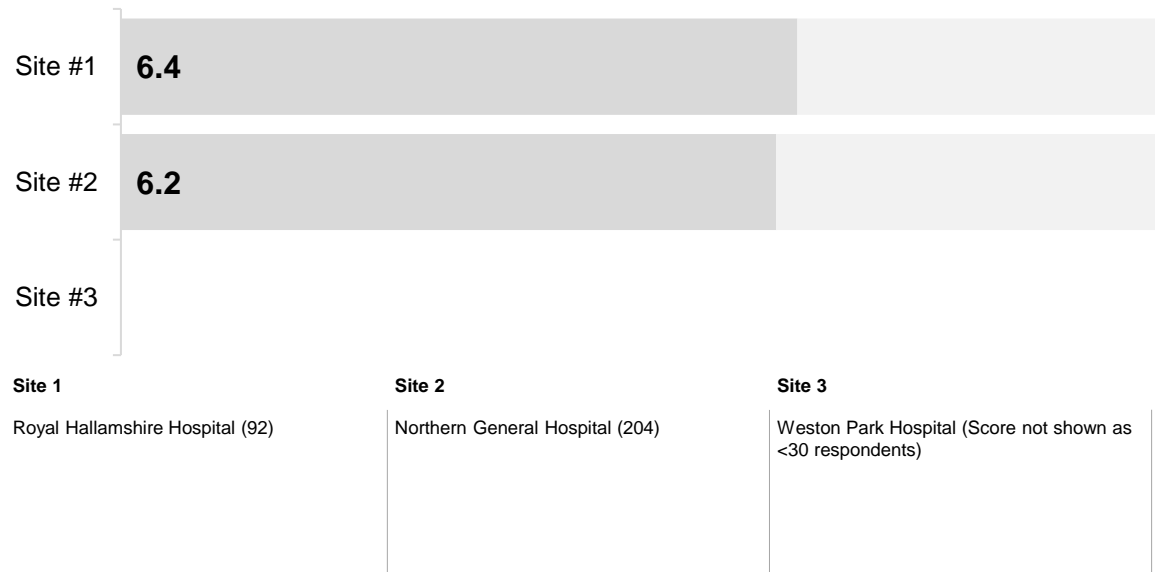 Site #1
6.4
Site #2
6.2
Site #3
Site 1
Site 2
Site 3
Royal Hallamshire Hospital (92)
Northern General Hospital (204)
Weston Park Hospital (Score not shown as
<30 respondents)